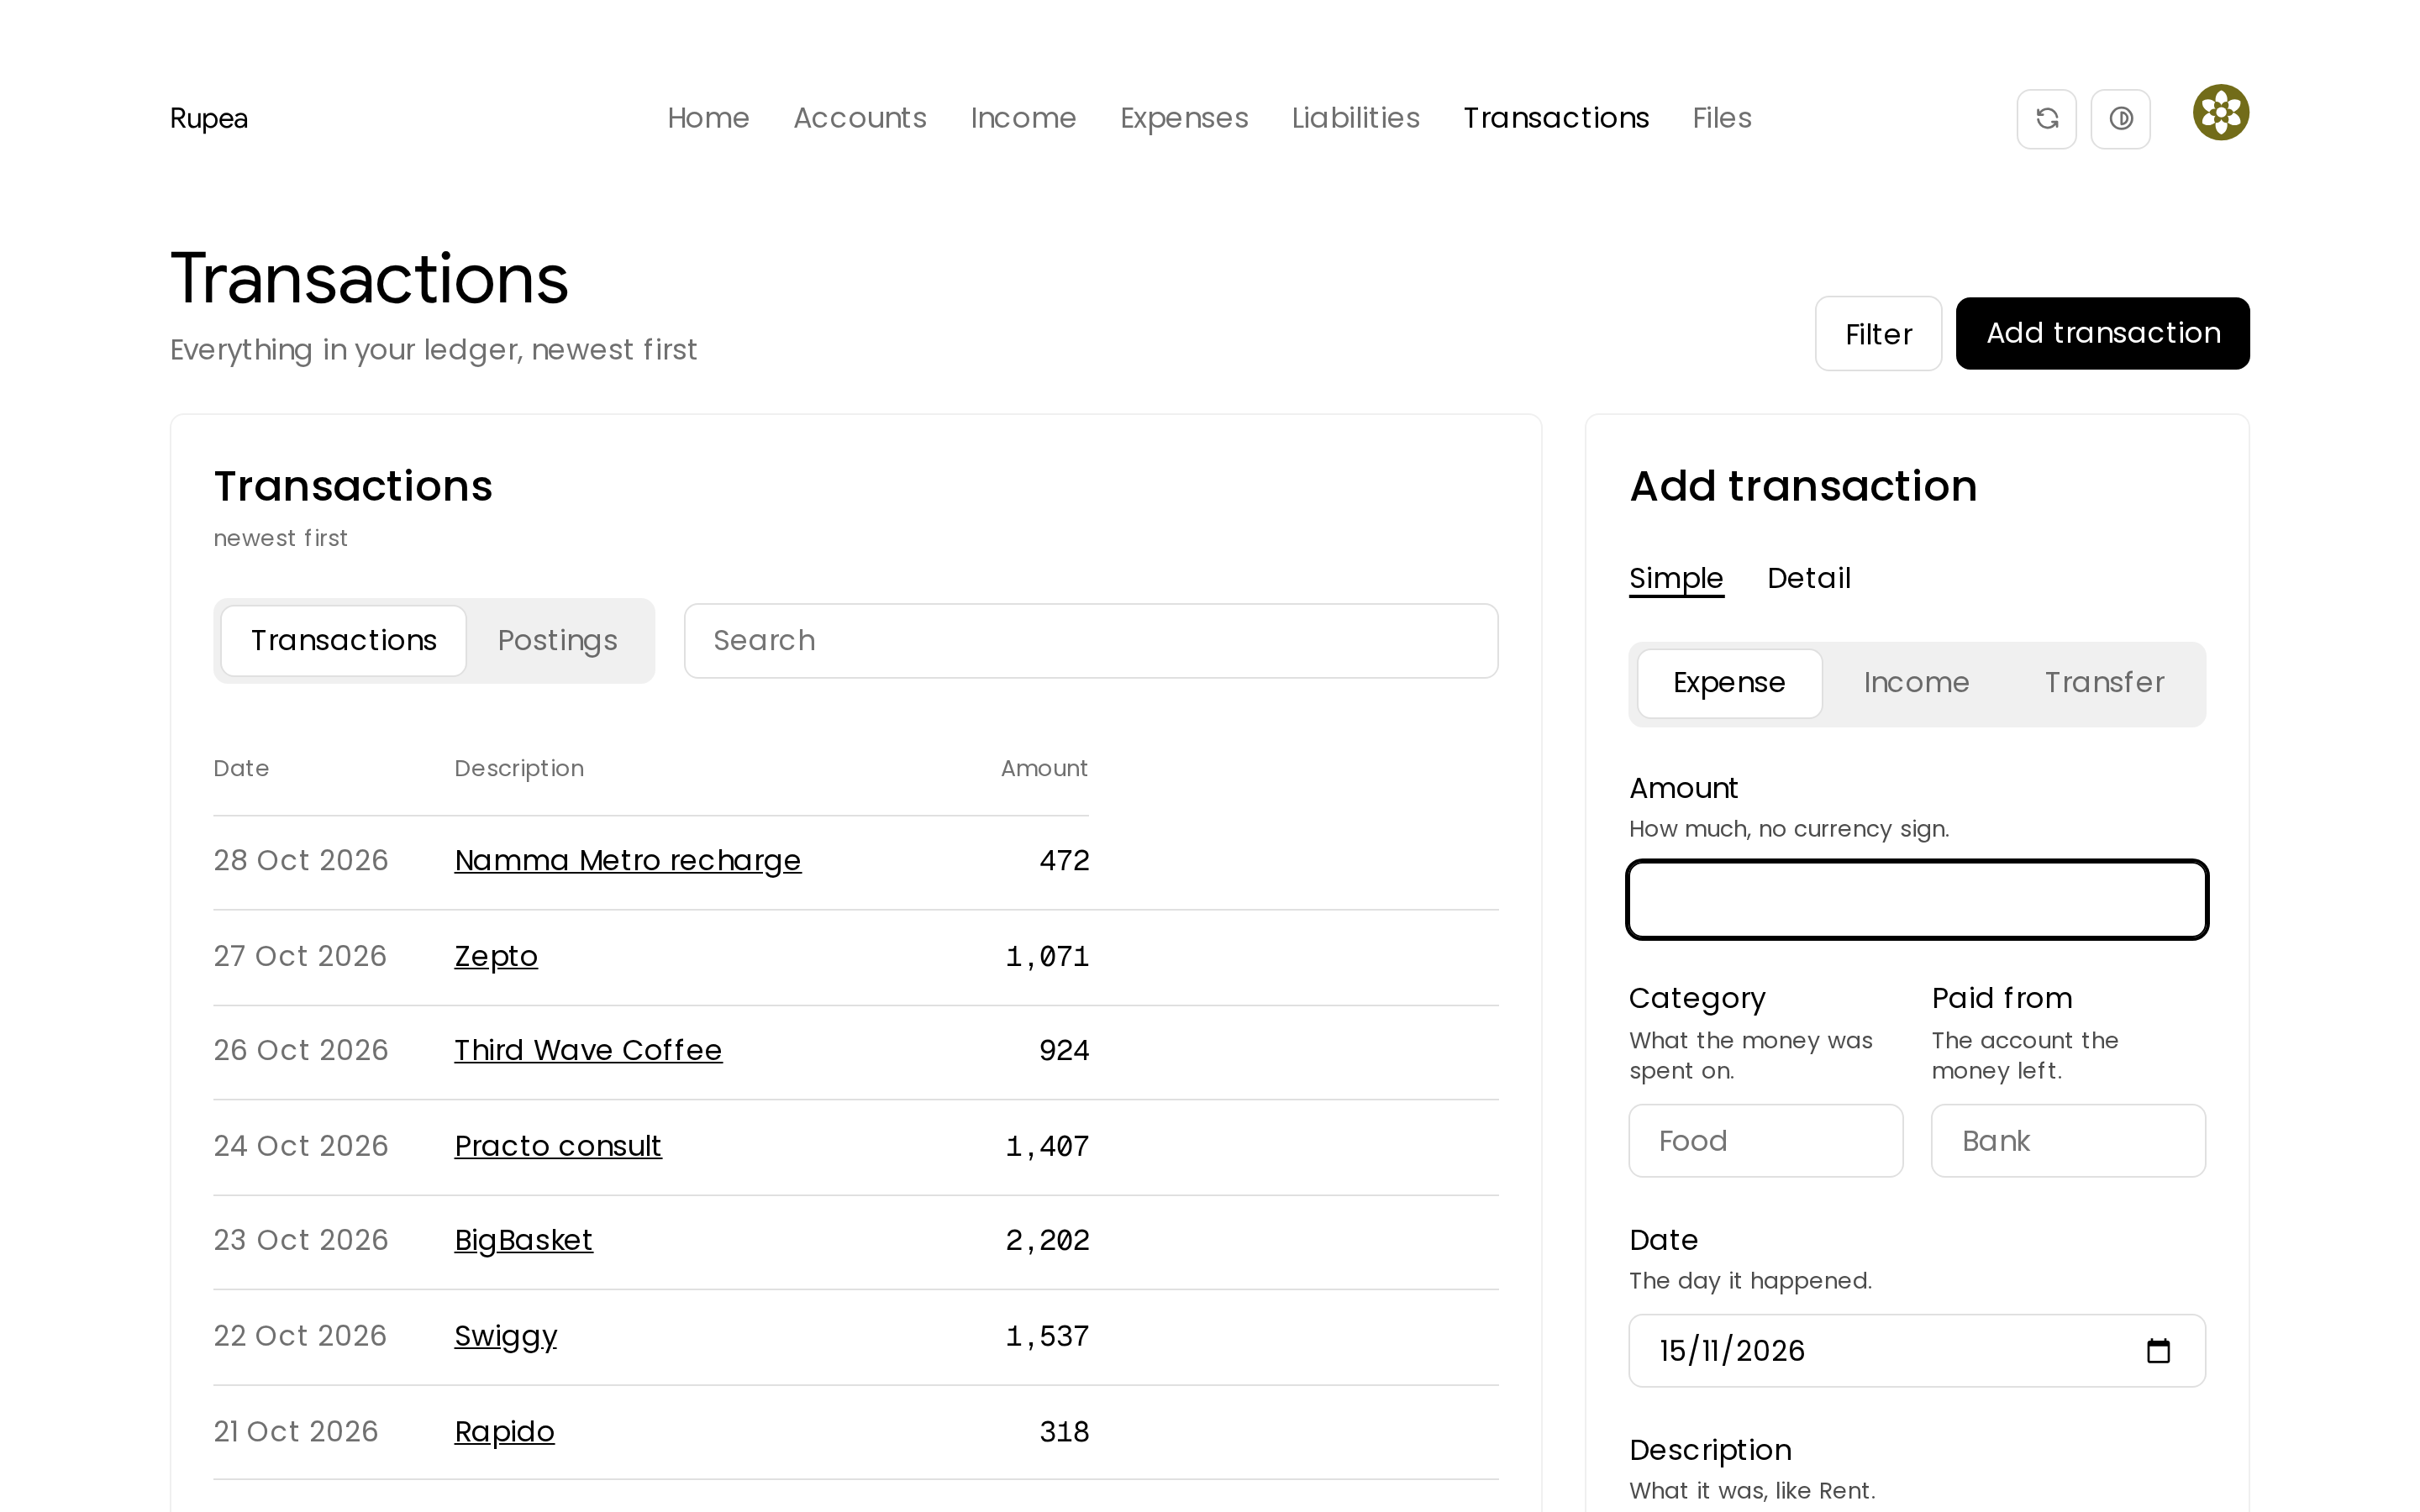 Rupea
Home Accounts Income Expenses Liabilities Transactions Files
Transactions
Everything in your ledger, newest first
Filter Add transaction
Transactions
newest first
Transactions Postings Search
Date Description Amount
28 Oct 2026 Namma Metro recharge 472
27 Oct 2026 Zepto 1,071
26 Oct 2026 Third Wave Coffee 924
24 Oct 2026 Practo consult 1,407
23 Oct 2026 BigBasket 2,202
22 Oct 2026 Swiggy 1,537
21 Oct 2026 Rapido 318
Add transaction
Simple Detail
Expense Income Transfer
Amount
How much, no currency sign.
Category
What the money was
spent on.
Food
Paid from
The account the
money left.
Bank
Date
The day it happened.
15/11/2026
Description
What it was, like Rent.